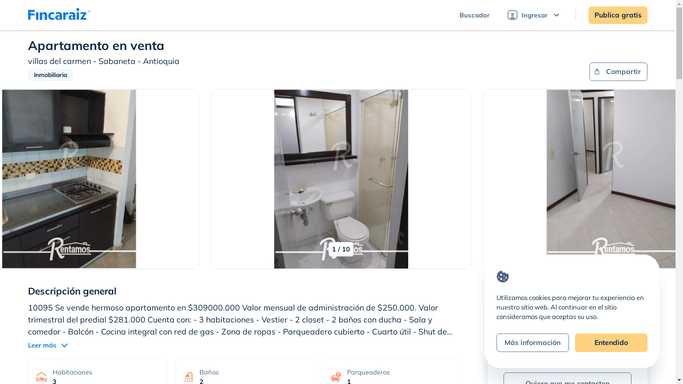 Fincaraiz
Buscador
Ingresar
Publica gratis
Apartamento en venta
villas del carmen - Sabaneta - Antioquia
Inmobiliaria
Compartir
Rentamos
Rentamos
Rentamos
1 / 10
Descripción general
10095 Se vende hermoso apartamento en $309000.000 Valor mensual de administración de $250.000. Valor
trimestral del predial $281.000 Cuenta con: - 3 habitaciones - Vestier - 2 closet - 2 baños con ducha - Sala y
comedor - Balcón - Cocina integral con red de gas - Zona de ropas - Parqueadero cubierto - Cuarto útil - Shut de...
Leer más
Habitaciones
3
Baños
2
Parqueaderos
1
Utilizamos cookies para mejorar tu experiencia en
nuestro sitio web. Al continuar en el sitio
consideramos que aceptas su uso.
Más información
Entendido
Quiero que me contacten